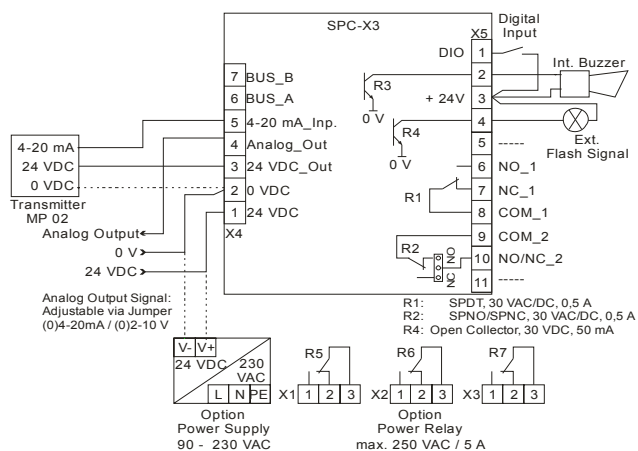 SPC-X3
Digital
Input
X5
DIO
1
2
+ 24V
3
4
5
-----
6
NO_1
7
NC_1
8
COM_1
9
COM_2
10
NO/NC_2
11
-----
Int. Buzzer
Ext.
Flash Signal
R3
0 V
R4
0 V
R1
R2
NO
NC
7 BUS_B
6 BUS_A
5 4-20 mA_Inp.
4 Analog_Out
3 24 VDC_Out
2 0 VDC
1 24 VDC
X4
4-20 mA
24 VDC
0 VDC
Transmitter
MP 02
Analog Output
0 V
24 VDC
Analog Output Signal:
Adjustable via Jumper
(0)4-20mA / (0)2-10 V
R1: SPDT, 30 VAC/DC, 0,5 A
R2: SPNO/SPNC, 30 VAC/DC, 0,5 A
R4: Open Collector, 30 VDC, 50 mA
V- V+
24 VDC
230
VAC
L N PE
Option
Power Supply
90 - 230 VAC
R5
X1 1 2 3
R6
X2 1 2 3
R7
X3 1 2 3
Option
Power Relay
max. 250 VAC / 5 A